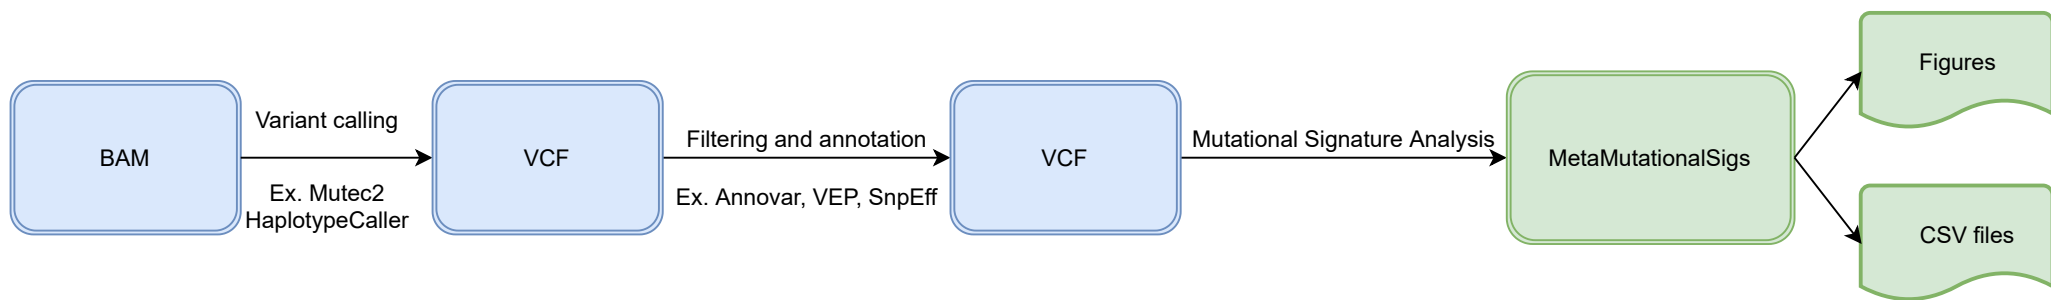 BAM
Variant calling
Ex. Mutec2
HaplotypeCaller
VCF
Filtering and annotation
Ex. Annovar, VEP, SnpEff
VCF
Mutational Signature Analysis
MetaMutationalSigs
Figures
CSV files